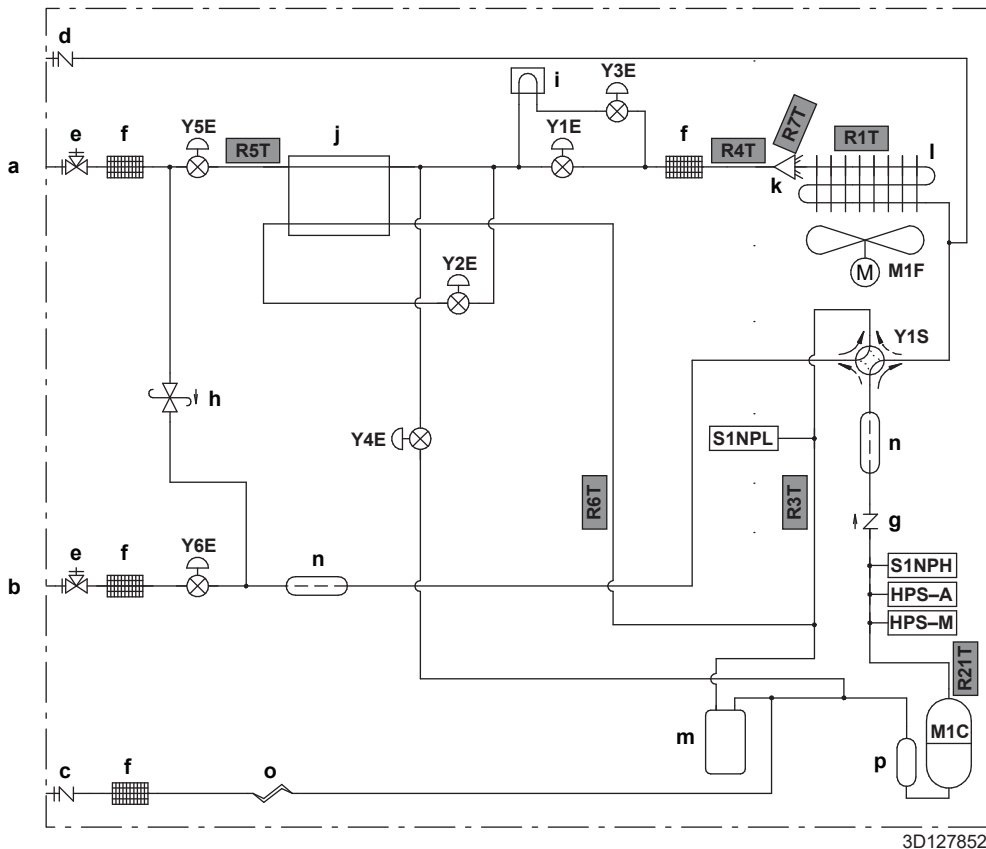 d
i
Y3E
e
f
Y5E
R5T
j
Y1E
f
R4T
R7T
R1T
l
a
k
Y2E
M
M1F
Y1S
h
Y4E
S1NPL
n
R6T
R3T
g
e
f
Y6E
n
b
S1NPH
HPS–A
HPS–M
R21T
m
M1C
p
c
f
o
3D127852